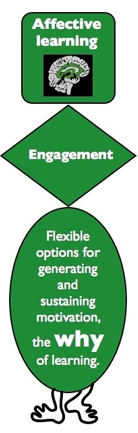 Affective
learning
Engagement
Flexible
options for
generating
and
sustaining
motivation,
the why
of learning.